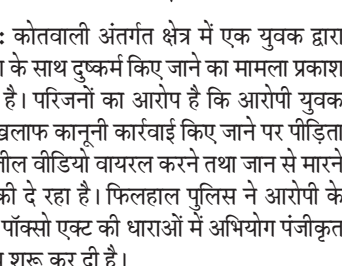 : कोतवाली अंतर्गत क्षेत्र में एक युवक द्वारा
के साथ दुष्कर्म किए जाने का मामला प्रकाश
है। परिजनों का आरोप है कि आरोपी युवक
कानूनी कार्रवाई किए जाने पर पीड़िता
वीडियो वायरल करने तथा जान से मारने
दे रहा है। फिलहाल पुलिस ने आरोपी के
पॉक्सो एक्ट की धाराओं में अभियोग पंजीकृत
शुरू कर दी है।